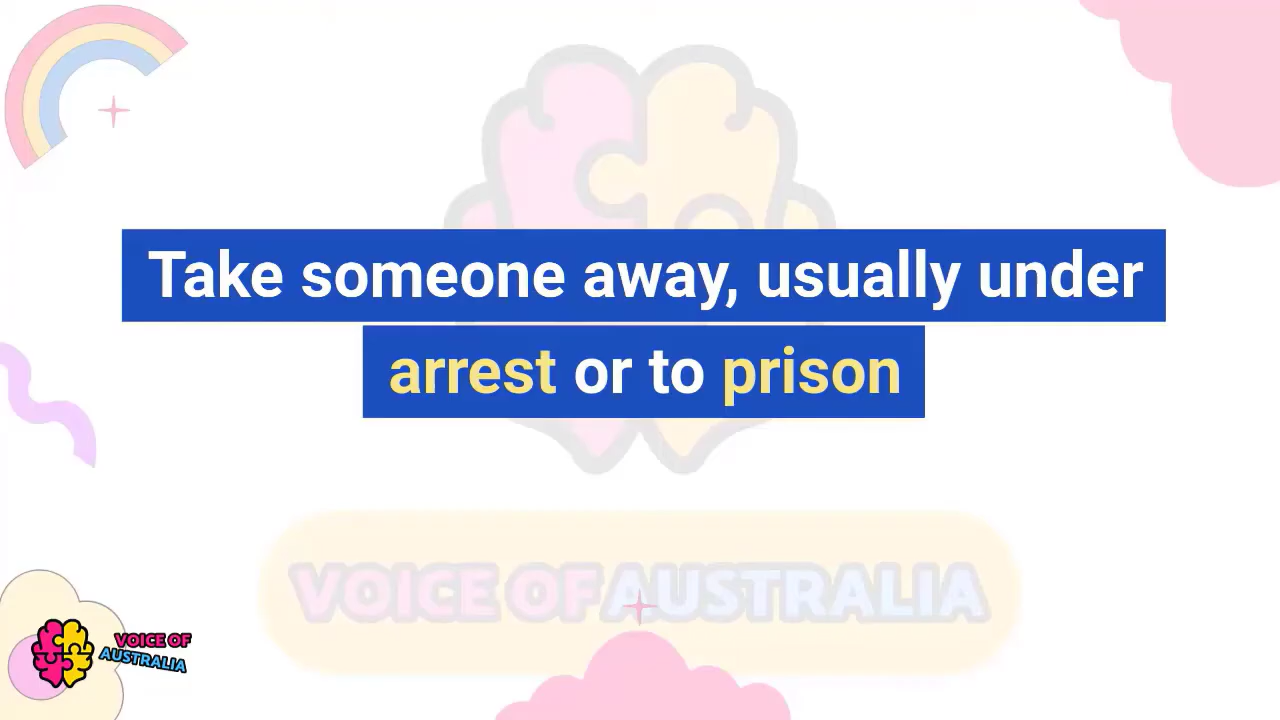 Take someone away, usually under
arrest or to prison
VOICE OF AUSTRALIA
VOICE OF
AUSTRALIA